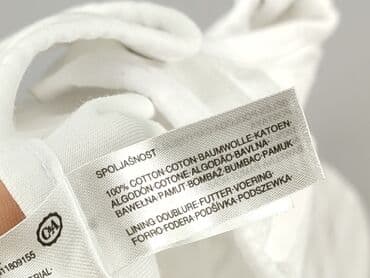 SPOLJAŠNOST
100% COTTON·COTON·BAUMWOLLE·KATOEN·
ALGODÓN·COTONE·ALGODÃO·BAVLNA
BAWEŁNA PAMUT BOMBAŽ·BUMBAC·PAMUK
LINING DOUBLURE·FUTTER·VOERING·
FORRO FODERA PODŠÍVKA PODSZEWKA·
C&A
11809155